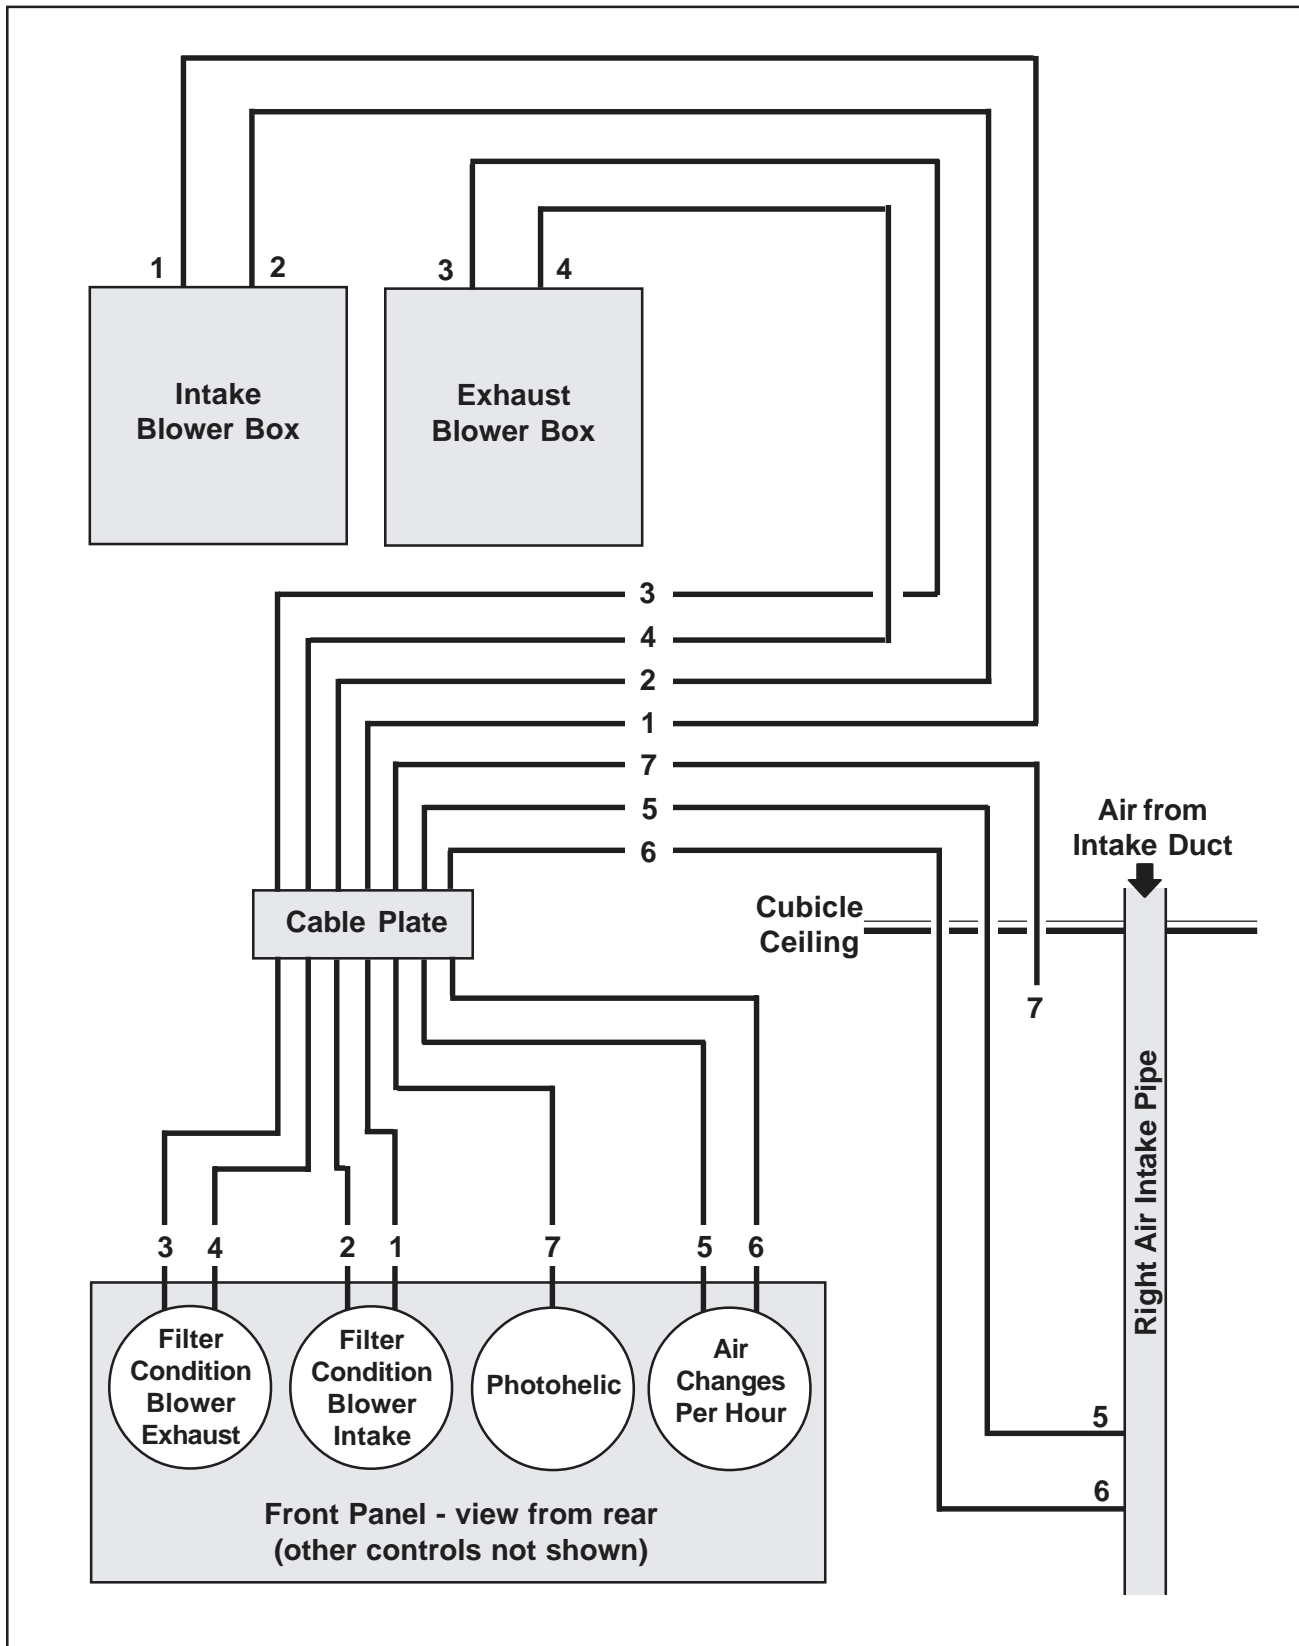 1
2
3
4
Intake
Blower Box
Exhaust
Blower Box
3
4
2
1
7
5
6
Air from
Intake Duct
Cable Plate
Cubicle
Ceiling
7
Right Air Intake Pipe
3
4
2
1
7
5
6
Filter
Condition
Blower
Exhaust
Filter
Condition
Blower
Intake
Photohelic
Air
Changes
Per Hour
5
6
Front Panel - view from rear
(other controls not shown)